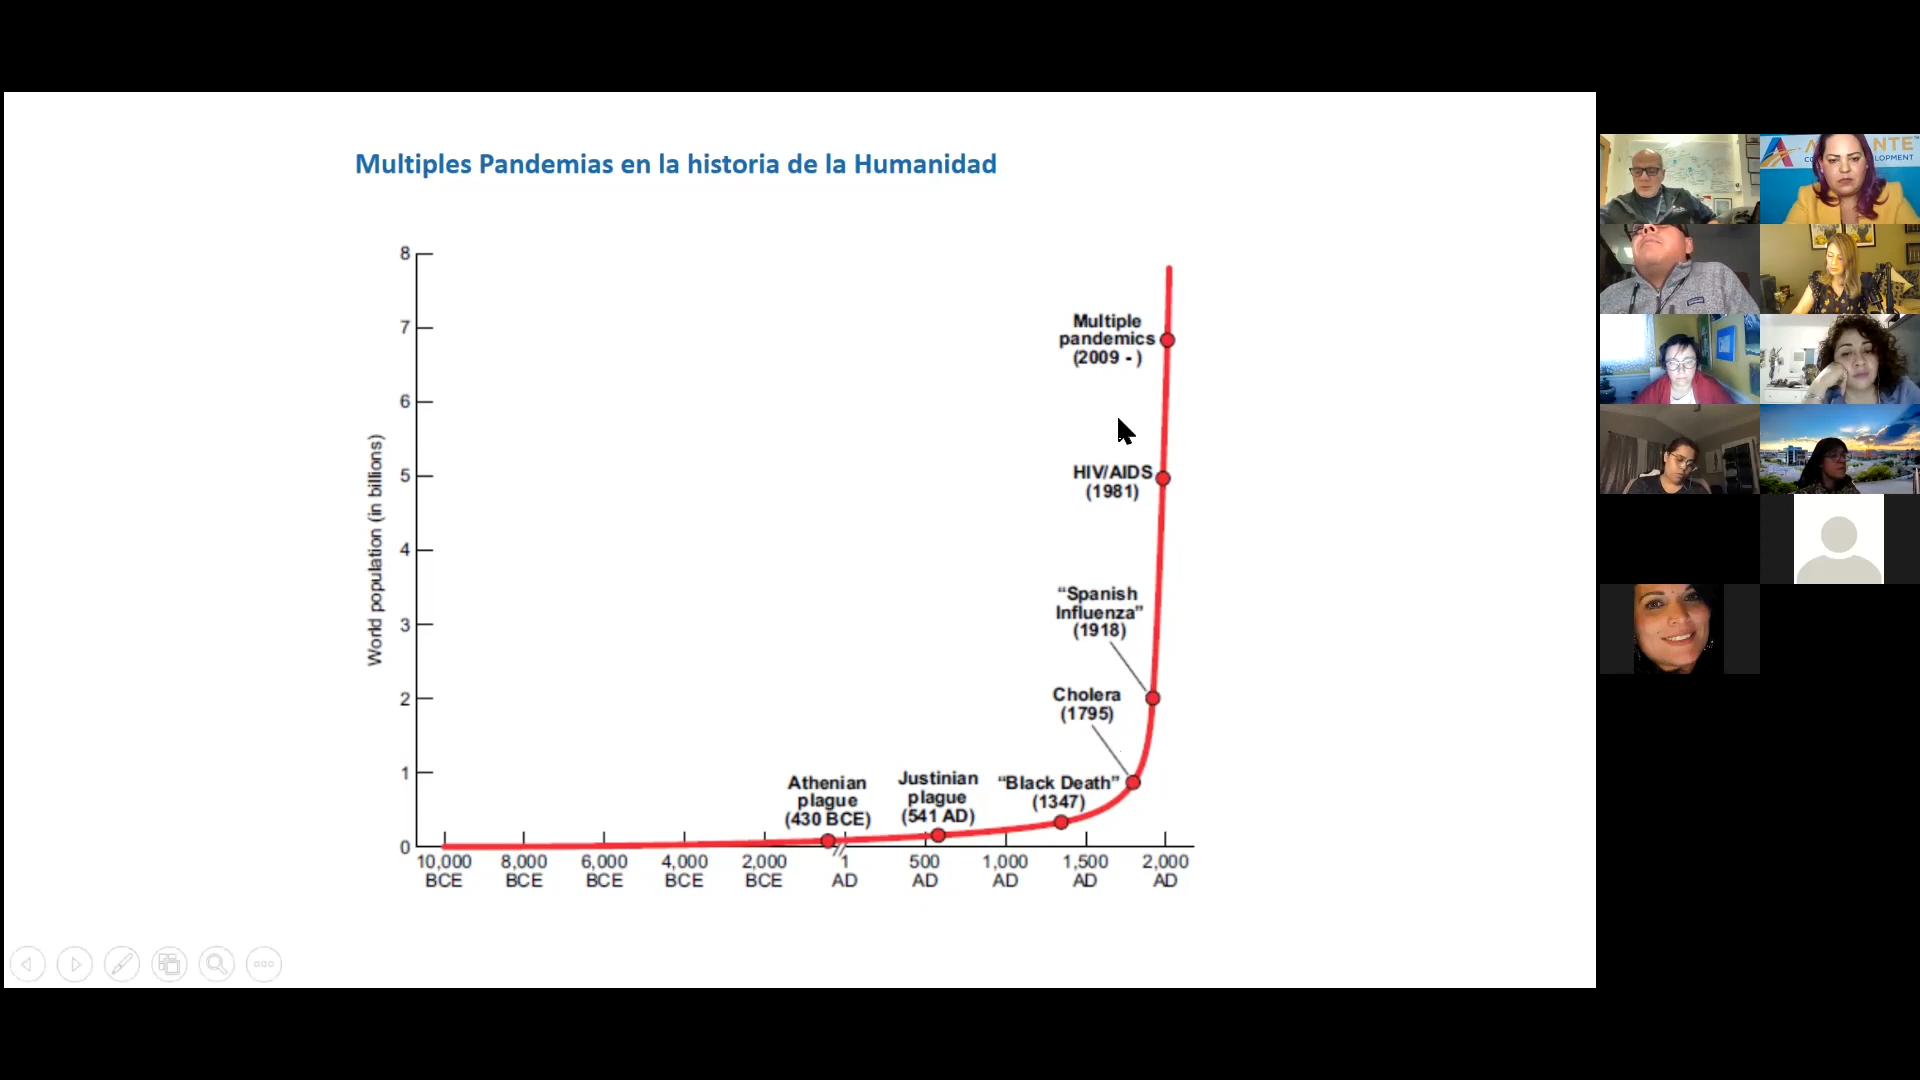 Multiples Pandemias en la historia de la Humanidad
8
7
6
5
4
3
2
1
0
World population (in billions)
Multiple
pandemics
(2009 - )
HIV/AIDS
(1981)
“Spanish
Influenza”
(1918)
Cholera
(1795)
Athenian
plague
(430 BCE)
Justinian
plague
(541 AD)
“Black Death”
(1347)
10,000
BCE
8,000
BCE
6,000
BCE
4,000
BCE
2,000
BCE
1
AD
500
AD
1,000
AD
1,500
AD
2,000
AD